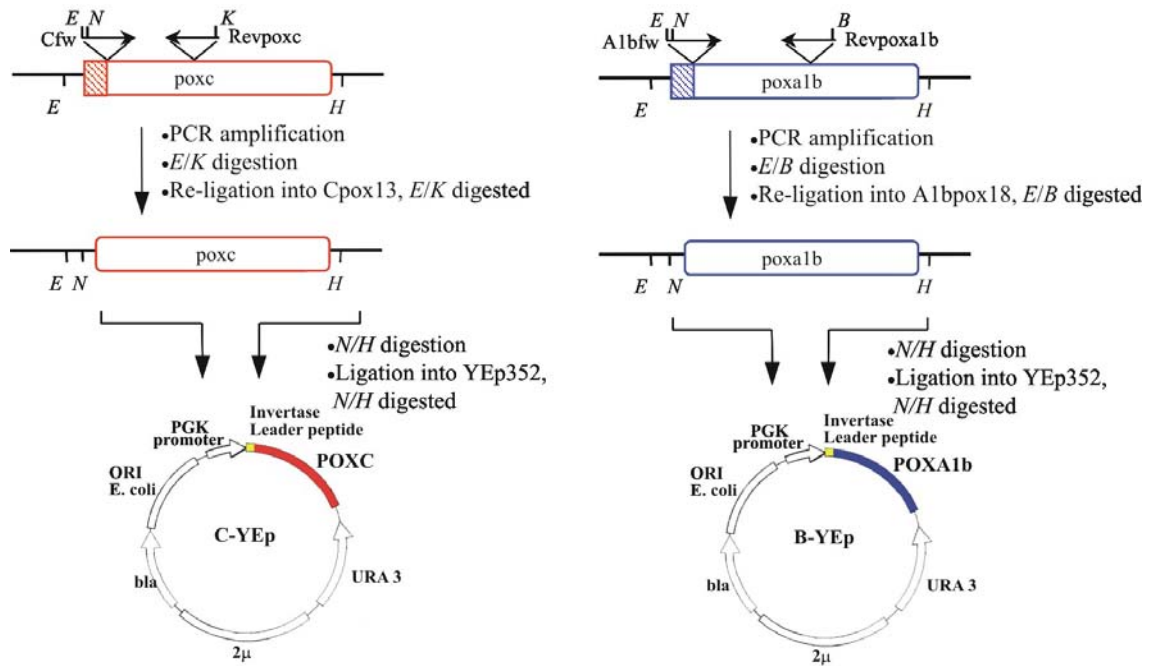 E N K
Cfw Revpoxc
poxc
E H
•PCR amplification
•E/K digestion
•Re-ligation into Cpox13, E/K digested
poxc
E N H
•N/H digestion
•Ligation into YEp352,
N/H digested
PGK
promoter
Invertase
Leader peptide
POXC
ORI
E. coli
C-YEp
bla
URA 3
2μ
E N B
A1bfw Revpoxa1b
poxa1b
E H
•PCR amplification
•E/B digestion
•Re-ligation into A1bpox18, E/B digested
poxa1b
E N H
•N/H digestion
•Ligation into YEp352,
N/H digested
PGK
promoter
Invertase
Leader peptide
POXA1b
ORI
E. coli
B-YEp
bla
URA 3
2μ